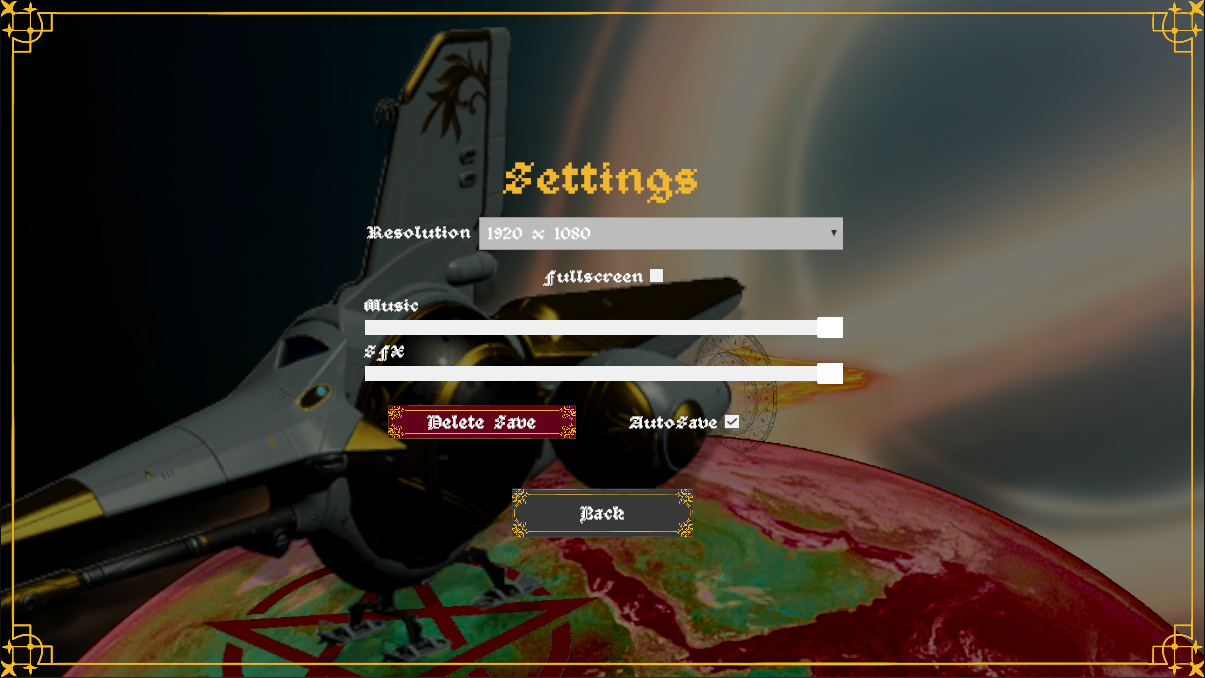 Settings
Resolution 1920 x 1080
Fullscreen
Music
SFX
Delete Save AutoSave
Back